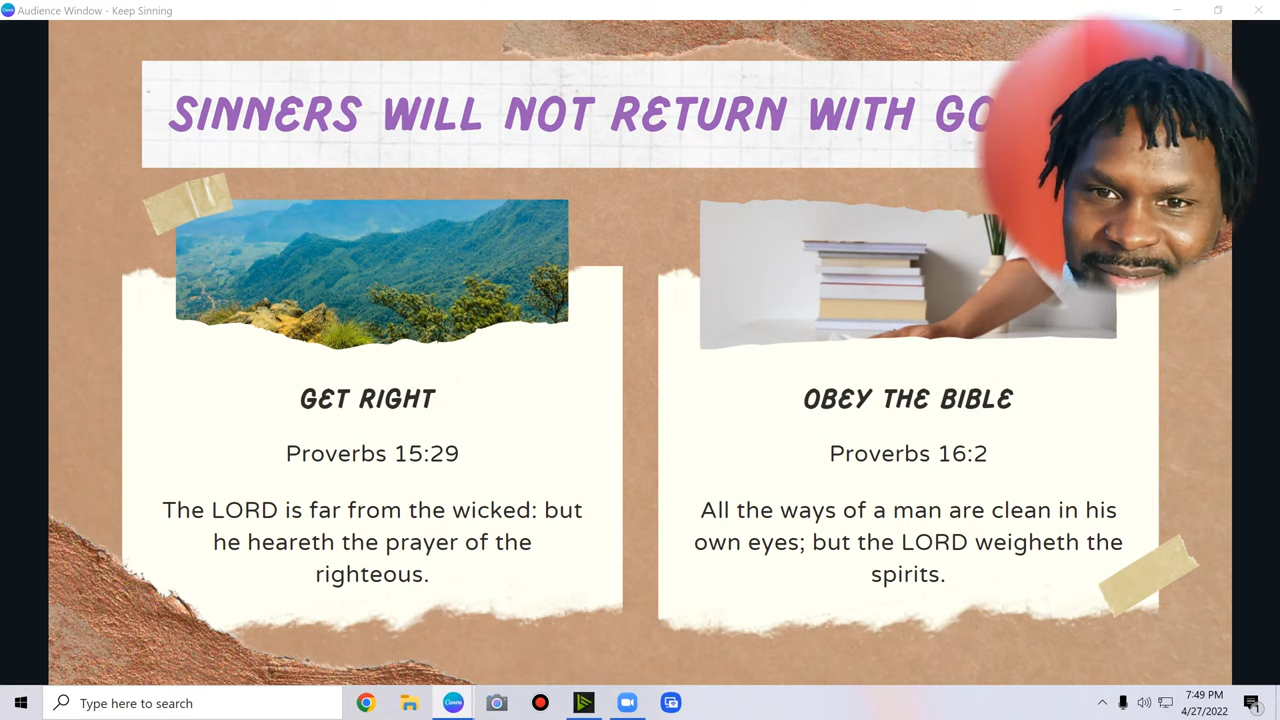 Audience Window - Keep Sinning
SINNERS WILL NOT RETURN WITH
GET RIGHT
Proverbs 15:29
The LORD is far from the wicked: but
he heareth the prayer of the
righteous.
OBEY THE BIBLE
Proverbs 16:2
All the ways of a man are clean in his
own eyes; but the LORD weigheth the
spirits.
Type here to search
Canva
7:49 PM
4/27/2022
1